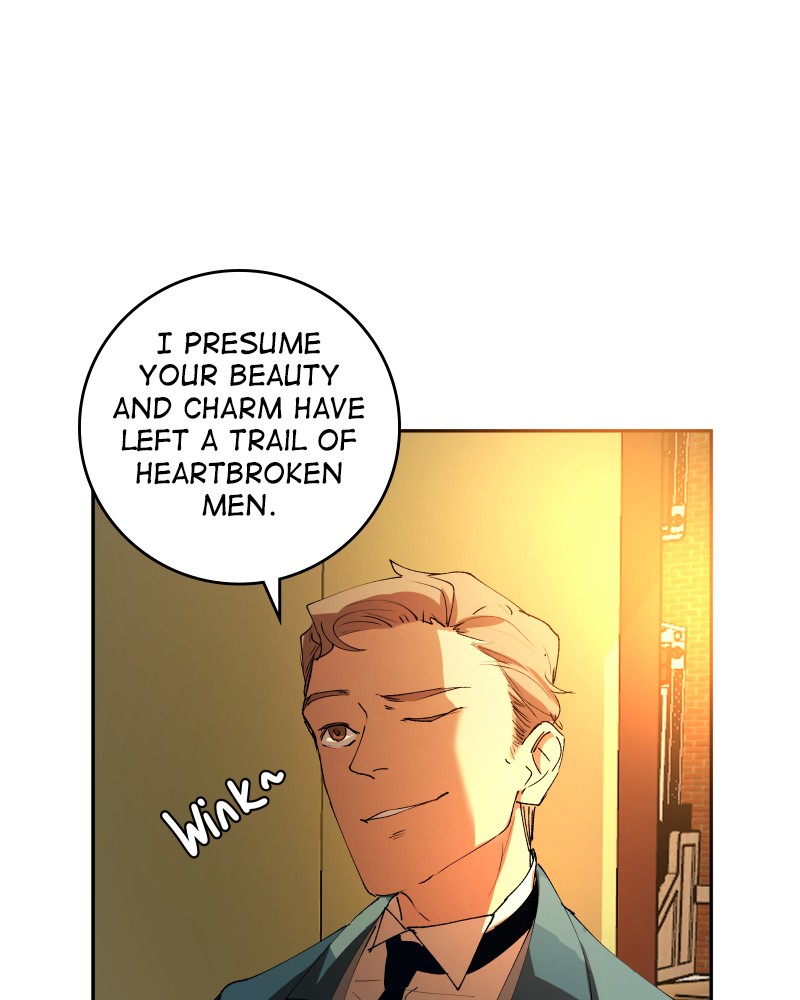 I PRESUME
YOUR BEAUTY
AND CHARM HAVE
LEFT A TRAIL OF
HEARTBROKEN
MEN.
Wink~